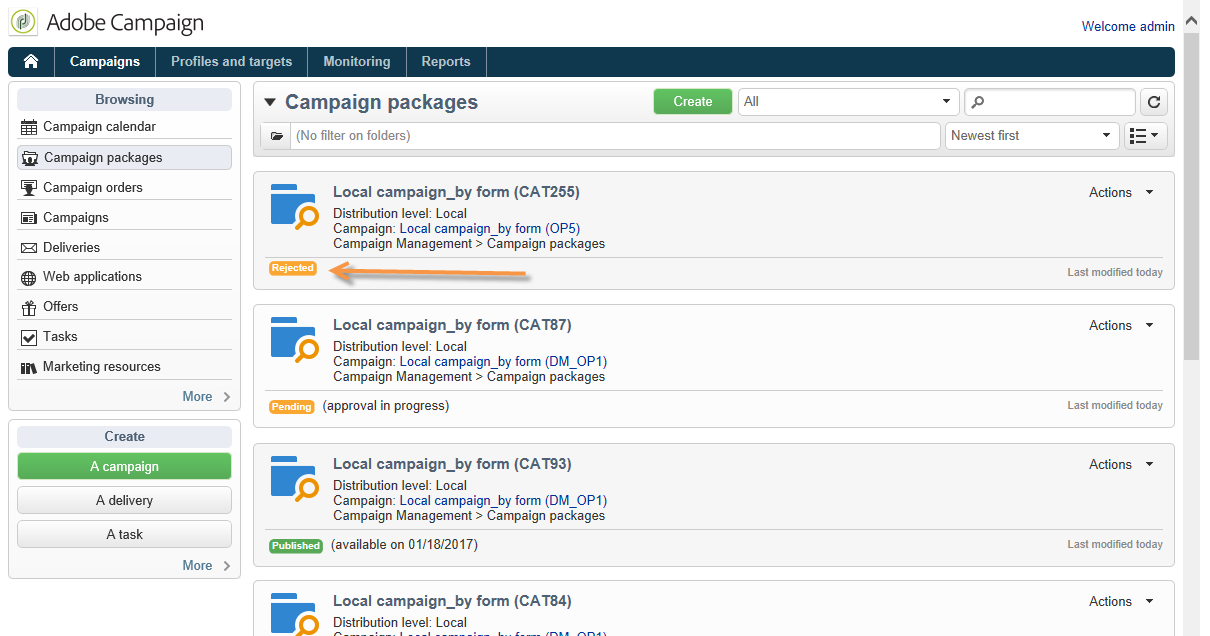 Adobe Campaign
Welcome admin
Campaigns
Profiles and targets
Monitoring
Reports
Browsing
Campaign calendar
Campaign packages
Campaign orders
Campaigns
Deliveries
Web applications
Offers
Tasks
Marketing resources
More
Create
A campaign
A delivery
A task
More
Campaign packages
Create
All
(No filter on folders)
Newest first
Local campaign_by form (CAT255)
Actions
Distribution level: Local
Campaign: Local campaign_by form (OP5)
Campaign Management > Campaign packages
Rejected
Last modified today
Local campaign_by form (CAT87)
Actions
Distribution level: Local
Campaign: Local campaign_by form (DM_OP1)
Campaign Management > Campaign packages
Pending (approval in progress)
Last modified today
Local campaign_by form (CAT93)
Actions
Distribution level: Local
Campaign: Local campaign_by form (DM_OP1)
Campaign Management > Campaign packages
Published (available on 01/18/2017)
Last modified today
Local campaign_by form (CAT84)
Actions
Distribution level: Local
Campaign: Local campaign_by form (DM_OP1)